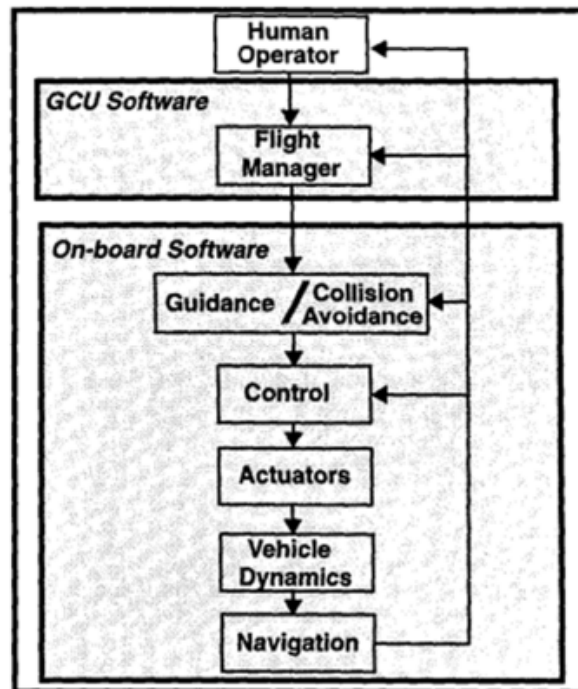 Human
Operator
GCU Software
Flight
Manager
On-board Software
Guidance / Collision
Avoidance
Control
Actuators
Vehicle
Dynamics
Navigation